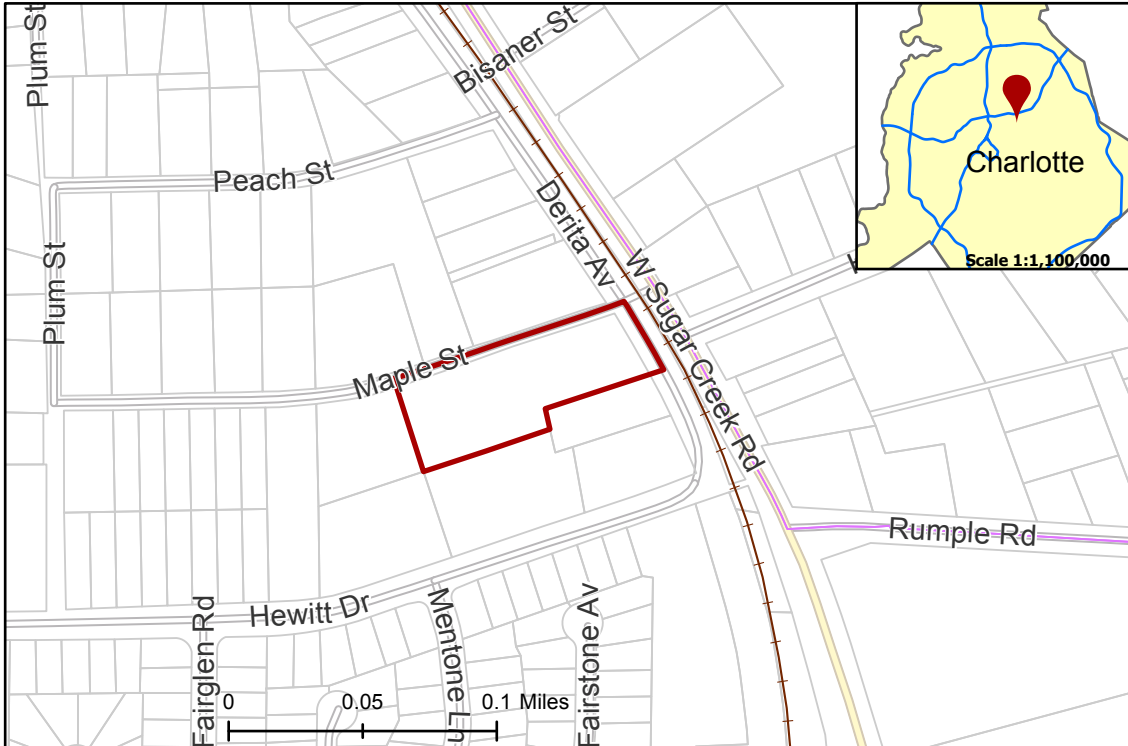 Plum St
Bisaner St
Peach St
Derita Av
Plum St
W Sugar Creek Rd
Maple St
Charlotte
Scale 1:1,100,000
Rumple Rd
Hewitt Dr
Mentone Ln
Fairglen Rd
Fairstone Av
0 0.05 0.1 Miles